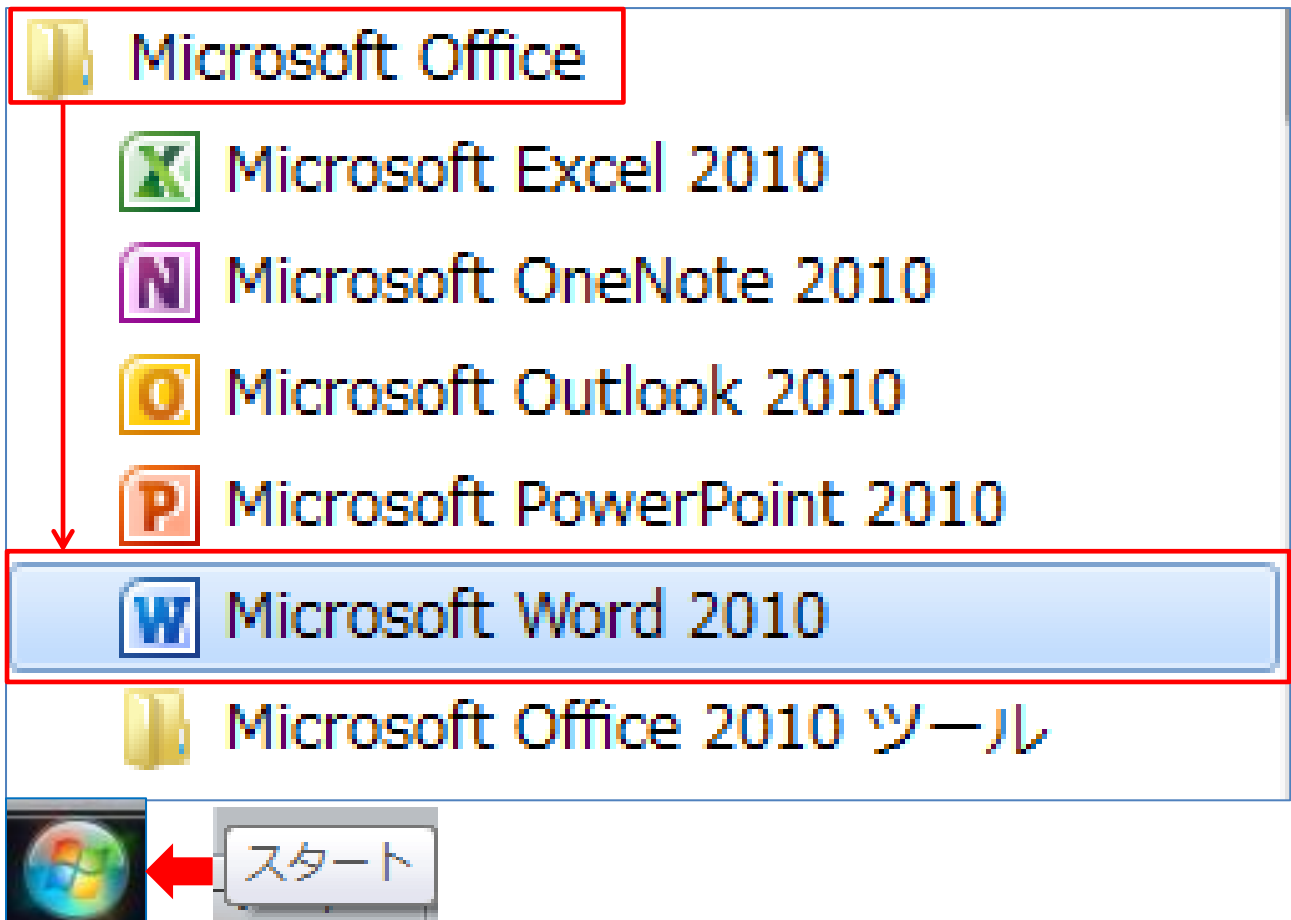 Microsoft Office
Microsoft Excel 2010
Microsoft OneNote 2010
Microsoft Outlook 2010
Microsoft PowerPoint 2010
Microsoft Word 2010
Microsoft Office 2010 ツール
スタート